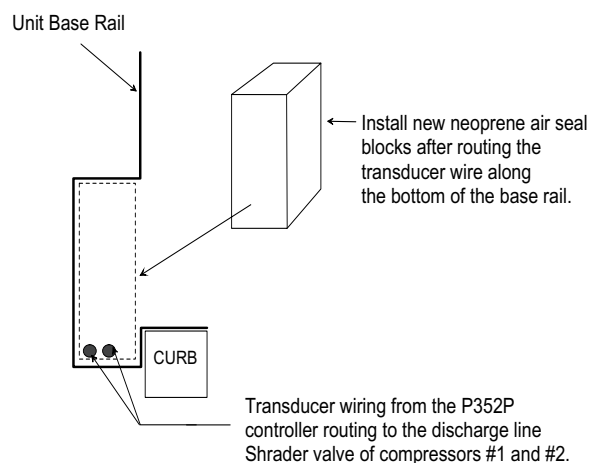 Unit Base Rail
Install new neoprene air seal
blocks after routing the
transducer wire along
the bottom of the base rail.
CURB
Transducer wiring from the P352P
controller routing to the discharge line
Shrader valve of compressors #1 and #2.